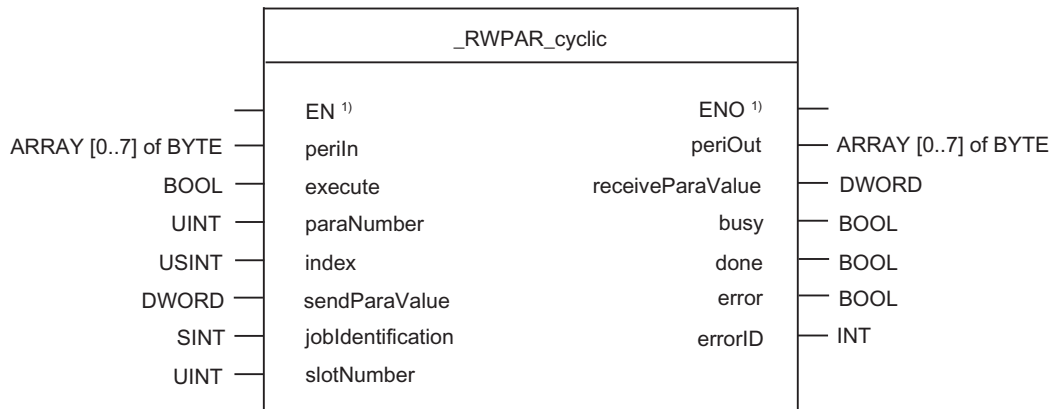 _RWPAR_cyclic
EN 1) ENO 1)
ARRAY [0..7] of BYTE periIn periOut ARRAY [0..7] of BYTE
BOOL execute receiveParaValue DWORD
UINT paraNumber busy BOOL
USINT index done BOOL
DWORD sendParaValue error BOOL
SINT jobIdentification errorID INT
UINT slotNumber